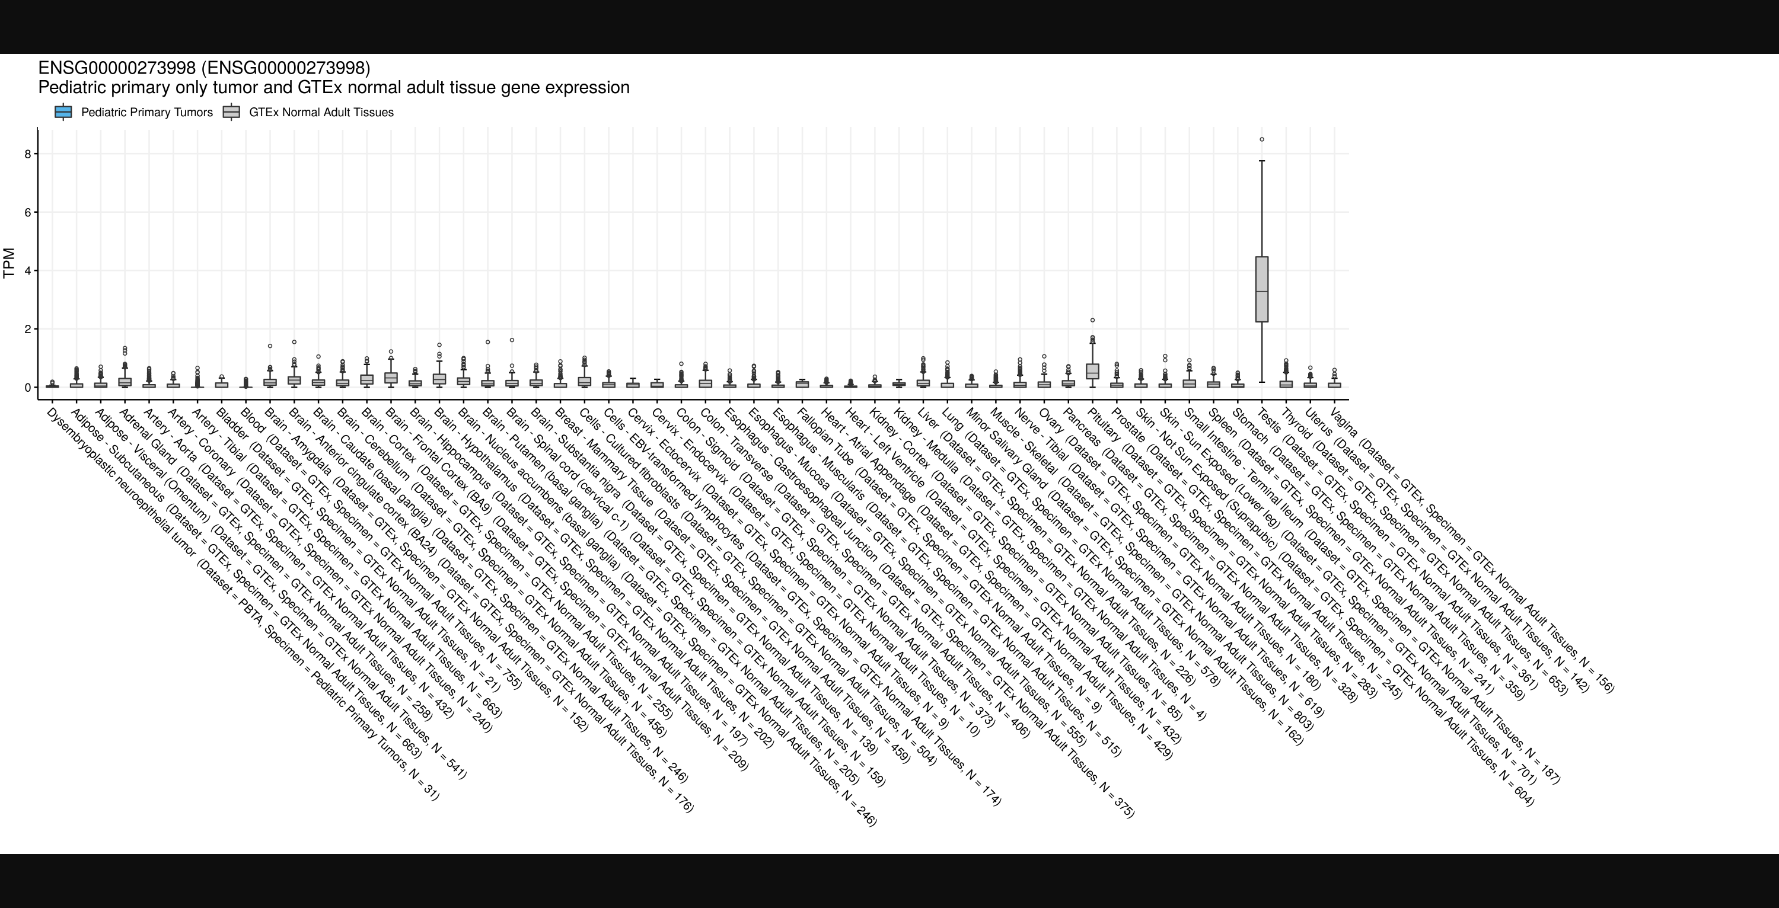 ENSG00000273998 (ENSG00000273998)
Pediatric primary only tumor and GTEx normal adult tissue gene expression
Pediatric Primary Tumors
GTEx Normal Adult Tissues
TPM
8
6
4
2
0
Dysembryoplastic neuroepithelial tumor (Dataset = PBTA, Specimen = Pediatric Primary Tumors, N = 31)
Adipose - Subcutaneous (Dataset = GTEx, Specimen = GTEx Normal Adult Tissues, N = 663)
Adipose - Visceral (Omentum) (Dataset = GTEx, Specimen = GTEx Normal Adult Tissues, N = 541)
Adrenal Gland (Dataset = GTEx, Specimen = GTEx Normal Adult Tissues, N = 258)
Artery - Aorta (Dataset = GTEx, Specimen = GTEx Normal Adult Tissues, N = 432)
Artery - Coronary (Dataset = GTEx, Specimen = GTEx Normal Adult Tissues, N = 240)
Artery - Tibial (Dataset = GTEx, Specimen = GTEx Normal Adult Tissues, N = 663)
Bladder (Dataset = GTEx, Specimen = GTEx Normal Adult Tissues, N = 21)
Blood (Dataset = GTEx, Specimen = GTEx Normal Adult Tissues, N = 755)
Brain - Amygdala (Dataset = GTEx, Specimen = GTEx Normal Adult Tissues, N = 152)
Brain - Anterior cingulate cortex (BA24) (Dataset = GTEx, Specimen = GTEx Normal Adult Tissues, N = 176)
Brain - Caudate (basal ganglia) (Dataset = GTEx, Specimen = GTEx Normal Adult Tissues, N = 246)
Brain - Cerebellum (Dataset = GTEx, Specimen = GTEx Normal Adult Tissues, N = 456)
Brain - Cortex (Dataset = GTEx, Specimen = GTEx Normal Adult Tissues, N = 255)
Brain - Frontal Cortex (BA9) (Dataset = GTEx, Specimen = GTEx Normal Adult Tissues, N = 209)
Brain - Hippocampus (Dataset = GTEx, Specimen = GTEx Normal Adult Tissues, N = 197)
Brain - Hypothalamus (Dataset = GTEx, Specimen = GTEx Normal Adult Tissues, N = 202)
Brain - Nucleus accumbens (basal ganglia) (Dataset = GTEx, Specimen = GTEx Normal Adult Tissues, N = 246)
Brain - Putamen (basal ganglia) (Dataset = GTEx, Specimen = GTEx Normal Adult Tissues, N = 205)
Brain - Spinal cord (cervical c-1) (Dataset = GTEx, Specimen = GTEx Normal Adult Tissues, N = 159)
Brain - Substantia nigra (Dataset = GTEx, Specimen = GTEx Normal Adult Tissues, N = 139)
Breast - Mammary Tissue (Dataset = GTEx, Specimen = GTEx Normal Adult Tissues, N = 459)
Cells - Cultured fibroblasts (Dataset = GTEx, Specimen = GTEx Normal Adult Tissues, N = 504)
Cells - EBV-transformed lymphocytes (Dataset = GTEx, Specimen = GTEx Normal Adult Tissues, N = 174)
Cervix - Ectocervix (Dataset = GTEx, Specimen = GTEx Normal Adult Tissues, N = 9)
Cervix - Endocervix (Dataset = GTEx, Specimen = GTEx Normal Adult Tissues, N = 10)
Colon - Sigmoid (Dataset = GTEx, Specimen = GTEx Normal Adult Tissues, N = 373)
Colon - Transverse (Dataset = GTEx, Specimen = GTEx Normal Adult Tissues, N = 406)
Esophagus - Gastroesophageal Junction (Dataset = GTEx, Specimen = GTEx Normal Adult Tissues, N = 375)
Esophagus - Mucosa (Dataset = GTEx, Specimen = GTEx Normal Adult Tissues, N = 555)
Esophagus - Muscularis (Dataset = GTEx, Specimen = GTEx Normal Adult Tissues, N = 515)
Fallopian Tube (Dataset = GTEx, Specimen = GTEx Normal Adult Tissues, N = 9)
Heart - Atrial Appendage (Dataset = GTEx, Specimen = GTEx Normal Adult Tissues, N = 429)
Heart - Left Ventricle (Dataset = GTEx, Specimen = GTEx Normal Adult Tissues, N = 432)
Kidney - Cortex (Dataset = GTEx, Specimen = GTEx Normal Adult Tissues, N = 85)
Kidney - Medulla (Dataset = GTEx, Specimen = GTEx Normal Adult Tissues, N = 4)
Liver (Dataset = GTEx, Specimen = GTEx Normal Adult Tissues, N = 226)
Lung (Dataset = GTEx, Specimen = GTEx Normal Adult Tissues, N = 578)
Minor Salivary Gland (Dataset = GTEx, Specimen = GTEx Normal Adult Tissues, N = 162)
Muscle - Skeletal (Dataset = GTEx, Specimen = GTEx Normal Adult Tissues, N = 803)
Nerve - Tibial (Dataset = GTEx, Specimen = GTEx Normal Adult Tissues, N = 619)
Ovary (Dataset = GTEx, Specimen = GTEx Normal Adult Tissues, N = 180)
Pancreas (Dataset = GTEx, Specimen = GTEx Normal Adult Tissues, N = 328)
Pituitary (Dataset = GTEx, Specimen = GTEx Normal Adult Tissues, N = 283)
Prostate (Dataset = GTEx, Specimen = GTEx Normal Adult Tissues, N = 245)
Skin - Not Sun Exposed (Suprapubic) (Dataset = GTEx, Specimen = GTEx Normal Adult Tissues, N = 604)
Skin - Sun Exposed (Lower leg) (Dataset = GTEx, Specimen = GTEx Normal Adult Tissues, N = 701)
Small Intestine - Terminal Ileum (Dataset = GTEx, Specimen = GTEx Normal Adult Tissues, N = 187)
Spleen (Dataset = GTEx, Specimen = GTEx Normal Adult Tissues, N = 241)
Stomach (Dataset = GTEx, Specimen = GTEx Normal Adult Tissues, N = 359)
Testis (Dataset = GTEx, Specimen = GTEx Normal Adult Tissues, N = 361)
Thyroid (Dataset = GTEx, Specimen = GTEx Normal Adult Tissues, N = 653)
Uterus (Dataset = GTEx, Specimen = GTEx Normal Adult Tissues, N = 142)
Vagina (Dataset = GTEx, Specimen = GTEx Normal Adult Tissues, N = 156)